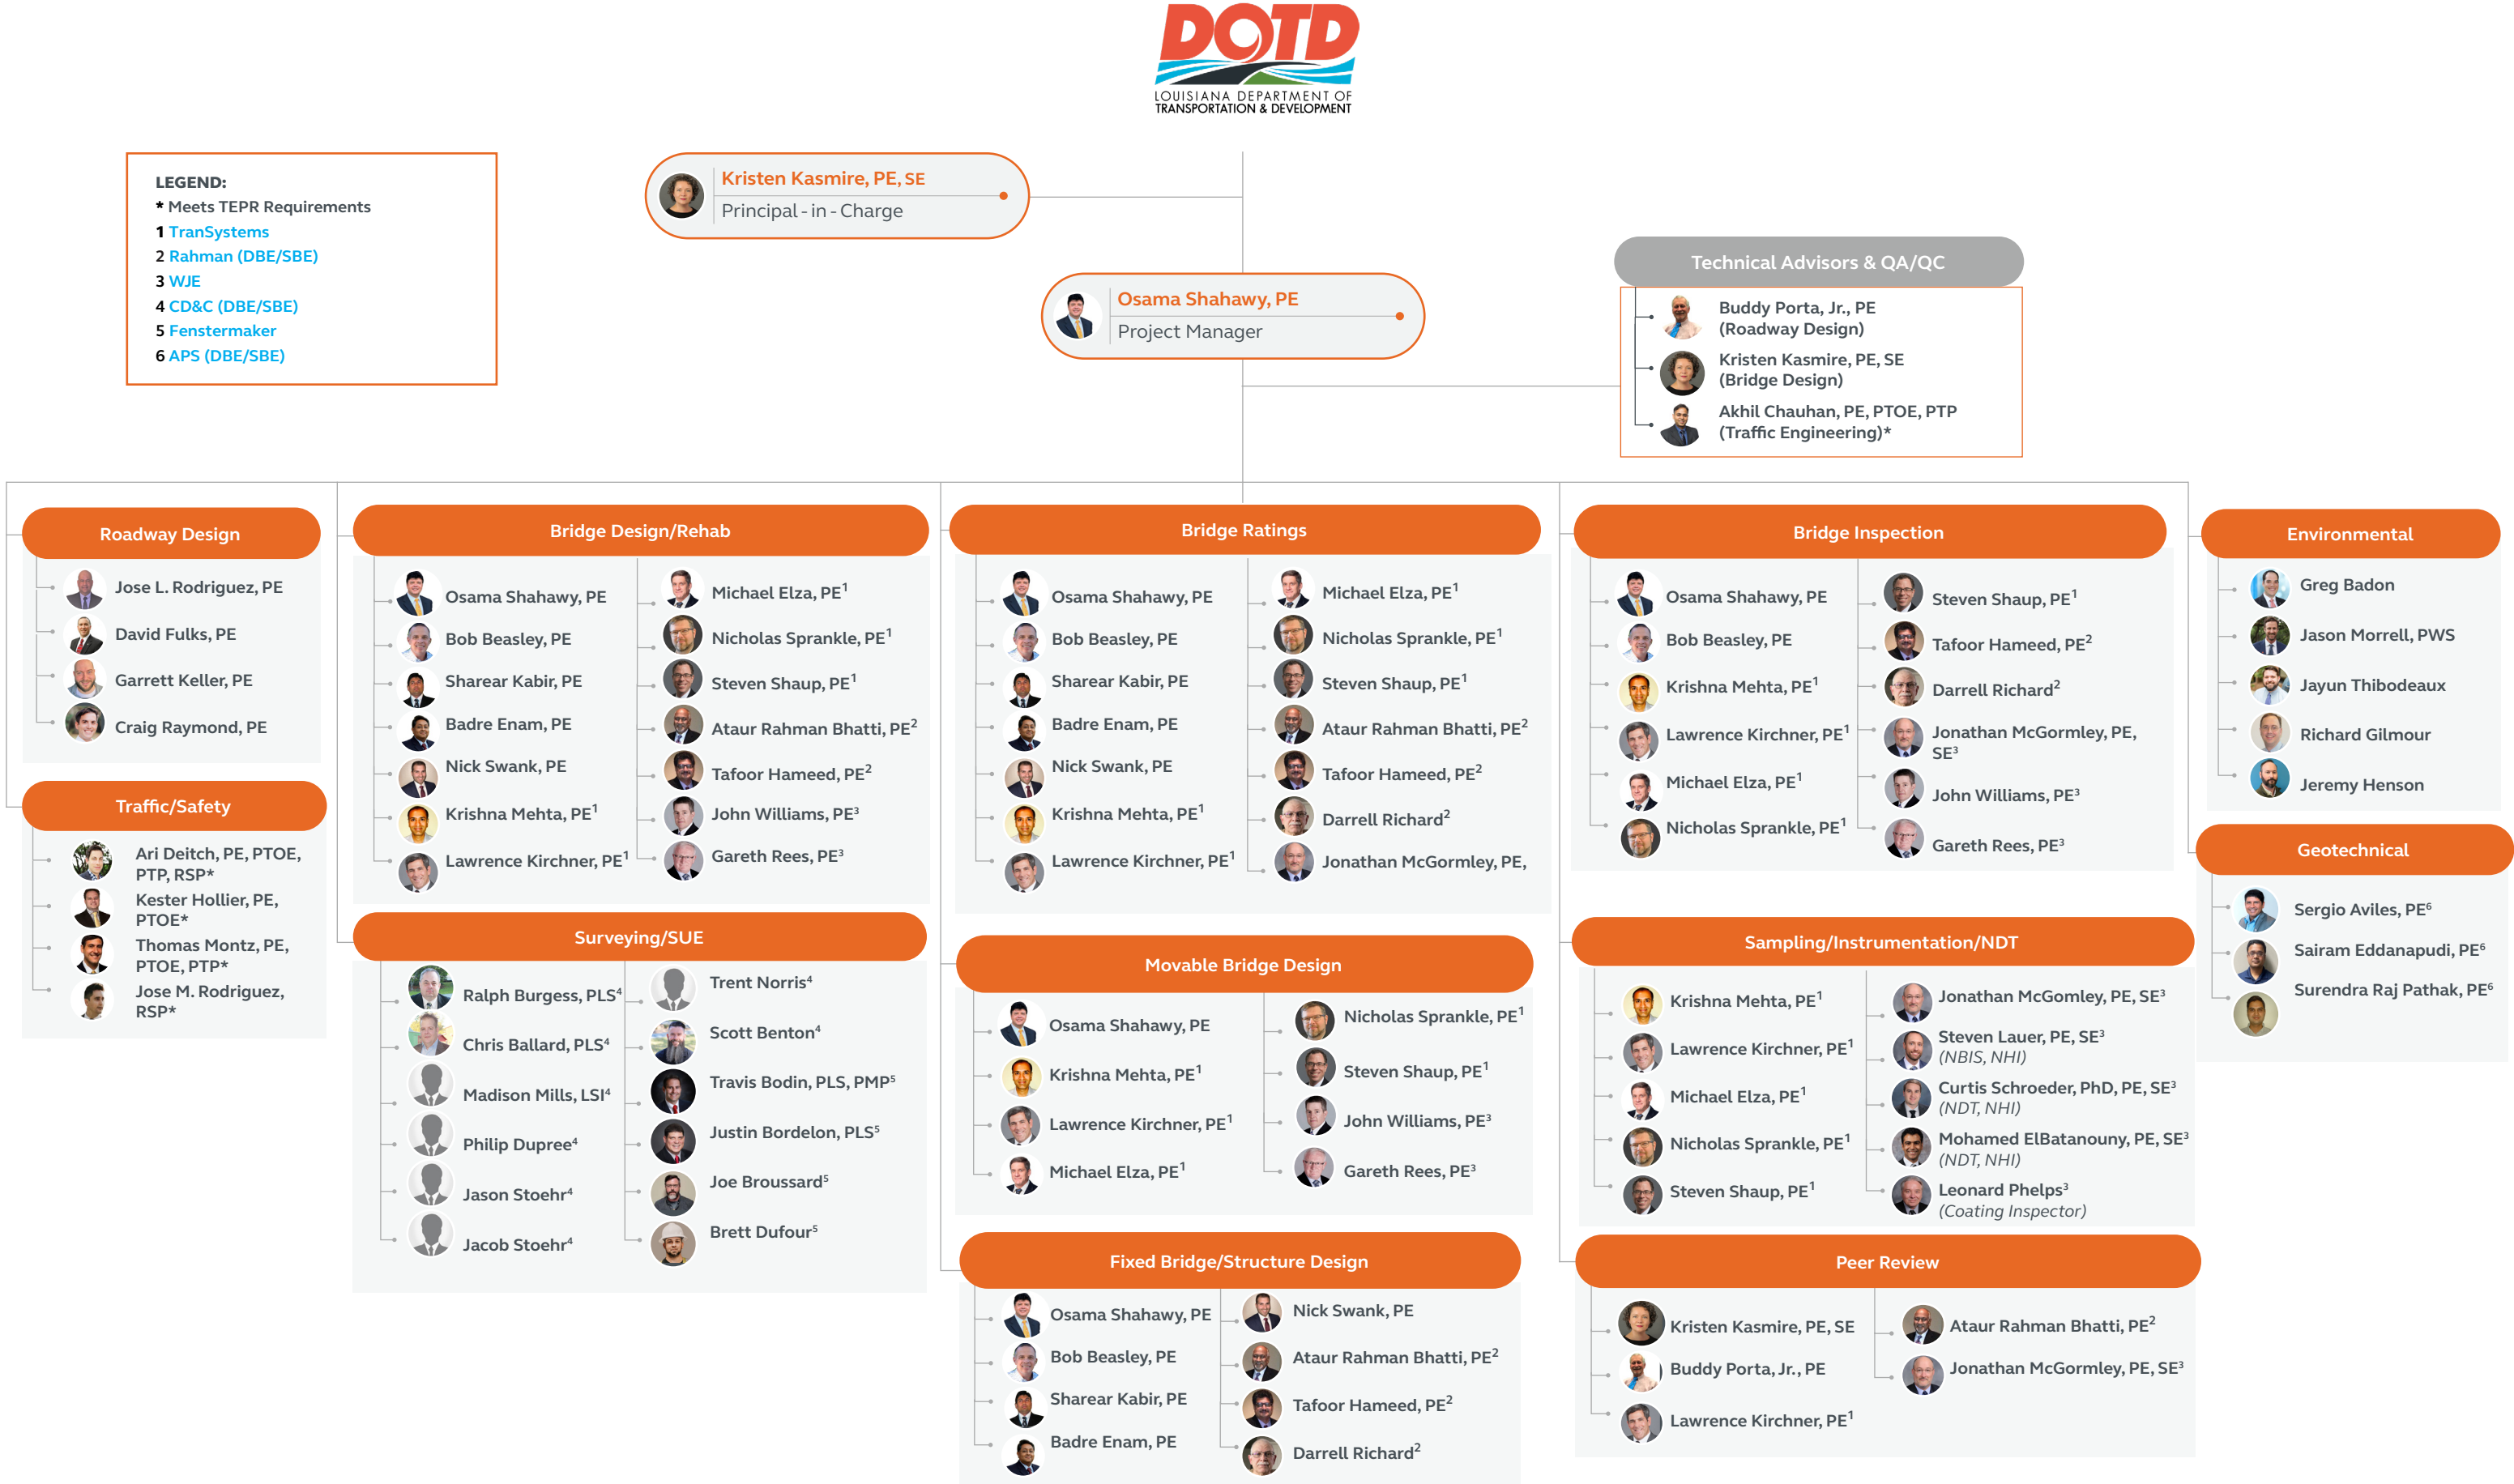 DOTD
LOUISIANA DEPARTMENT OF
TRANSPORTATION & DEVELOPMENT
LEGEND:
* Meets TEPR Requirements
1 TranSystems
2 Rahman (DBE/SBE)
3 WJE
4 CD&C (DBE/SBE)
5 Fenstermaker
6 APS (DBE/SBE)
Kristen Kasmire, PE, SE
Principal - in - Charge
Osama Shahawy, PE
Project Manager
Technical Advisors & QA/QC
Buddy Porta, Jr., PE
(Roadway Design)
Kristen Kasmire, PE, SE
(Bridge Design)
Akhil Chauhan, PE, PTOE, PTP
(Traffic Engineering)*
Roadway Design
Jose L. Rodriguez, PE
David Fulks, PE
Garrett Keller, PE
Craig Raymond, PE
Traffic/Safety
Ari Deitch, PE, PTOE,
PTP, RSP*
Kester Hollier, PE,
PTOE*
Thomas Montz, PE,
PTOE, PTP*
Jose M. Rodriguez,
RSP*
Bridge Design/Rehab
Osama Shahawy, PE
Bob Beasley, PE
Sharear Kabir, PE
Badre Enam, PE
Nick Swank, PE
Krishna Mehta, PE¹
Lawrence Kirchner, PE¹
Michael Elza, PE¹
Nicholas Sprankle, PE¹
Steven Shaup, PE¹
Ataur Rahman Bhatti, PE²
Tafoor Hameed, PE²
John Williams, PE³
Gareth Rees, PE³
Surveying/SUE
Ralph Burgess, PLS⁴
Chris Ballard, PLS⁴
Madison Mills, LSI⁴
Philip Dupree⁴
Jason Stoehr⁴
Jacob Stoehr⁴
Trent Norris⁴
Scott Benton⁴
Travis Bodin, PLS, PMP⁵
Justin Bordelon, PLS⁵
Joe Broussard⁵
Brett Dufour⁵
Bridge Ratings
Osama Shahawy, PE
Bob Beasley, PE
Sharear Kabir, PE
Badre Enam, PE
Nick Swank, PE
Krishna Mehta, PE¹
Lawrence Kirchner, PE¹
Michael Elza, PE¹
Nicholas Sprankle, PE¹
Steven Shaup, PE¹
Ataur Rahman Bhatti, PE²
Tafoor Hameed, PE²
Darrell Richard²
Jonathan McGormley, PE,
Movable Bridge Design
Osama Shahawy, PE
Krishna Mehta, PE¹
Lawrence Kirchner, PE¹
Michael Elza, PE¹
Nicholas Sprankle, PE¹
Steven Shaup, PE¹
John Williams, PE³
Gareth Rees, PE³
Fixed Bridge/Structure Design
Osama Shahawy, PE
Bob Beasley, PE
Sharear Kabir, PE
Badre Enam, PE
Nick Swank, PE
Ataur Rahman Bhatti, PE²
Tafoor Hameed, PE²
Darrell Richard²
Bridge Inspection
Osama Shahawy, PE
Bob Beasley, PE
Krishna Mehta, PE¹
Lawrence Kirchner, PE¹
Michael Elza, PE¹
Nicholas Sprankle, PE¹
Steven Shaup, PE¹
Tafoor Hameed, PE²
Darrell Richard²
Jonathan McGormley, PE,
SE³
John Williams, PE³
Gareth Rees, PE³
Sampling/Instrumentation/NDT
Krishna Mehta, PE¹
Lawrence Kirchner, PE¹
Michael Elza, PE¹
Nicholas Sprankle, PE¹
Steven Shaup, PE¹
Jonathan McGomley, PE, SE³
Steven Lauer, PE, SE³
(NBIS, NHI)
Curtis Schroeder, PhD, PE, SE³
(NDT, NHI)
Mohamed ElBatanouny, PE, SE³
(NDT, NHI)
Leonard Phelps³
(Coating Inspector)
Peer Review
Kristen Kasmire, PE, SE
Buddy Porta, Jr., PE
Lawrence Kirchner, PE¹
Ataur Rahman Bhatti, PE²
Jonathan McGormley, PE, SE³
Environmental
Greg Badon
Jason Morrell, PWS
Jayun Thibodeaux
Richard Gilmour
Jeremy Henson
Geotechnical
Sergio Aviles, PE⁶
Sairam Eddanapudi, PE⁶
Surendra Raj Pathak, PE⁶